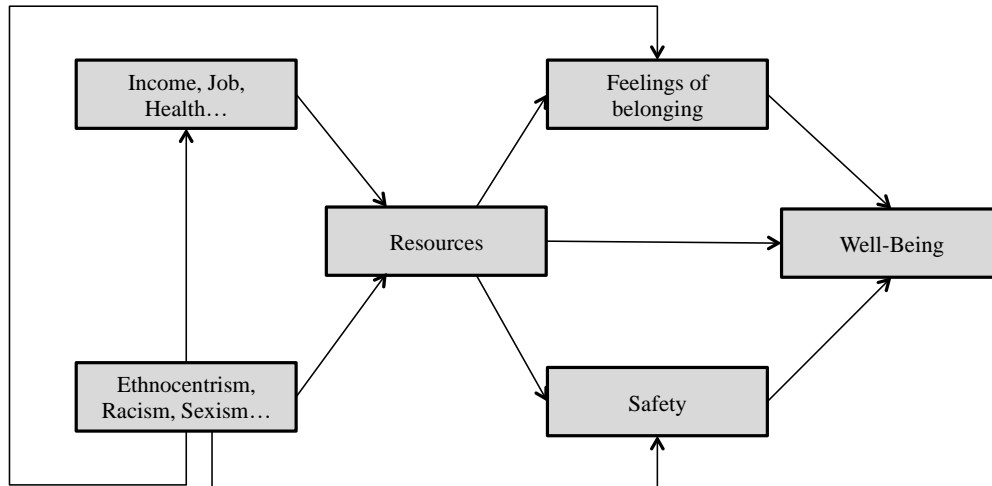 Income, Job,
Health…
Feelings of
belonging
Resources
Well-Being
Ethnocentrism,
Racism, Sexism…
Safety